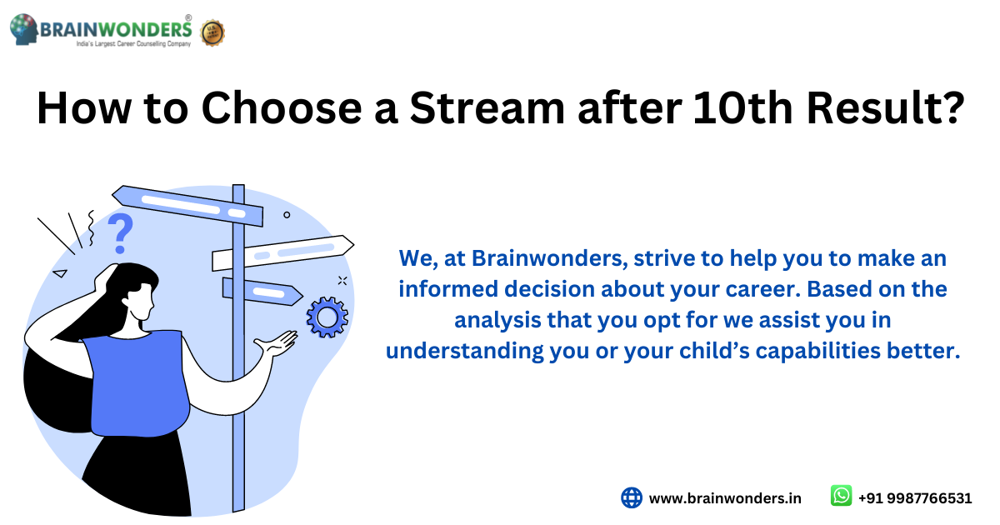 BRAINWONDERS®
India's Largest Career Counselling Company
How to Choose a Stream after 10th Result?
?
We, at Brainwonders, strive to help you to make an
informed decision about your career. Based on the
analysis that you opt for we assist you in
understanding you or your child’s capabilities better.
www.brainwonders.in
+91 9987766531